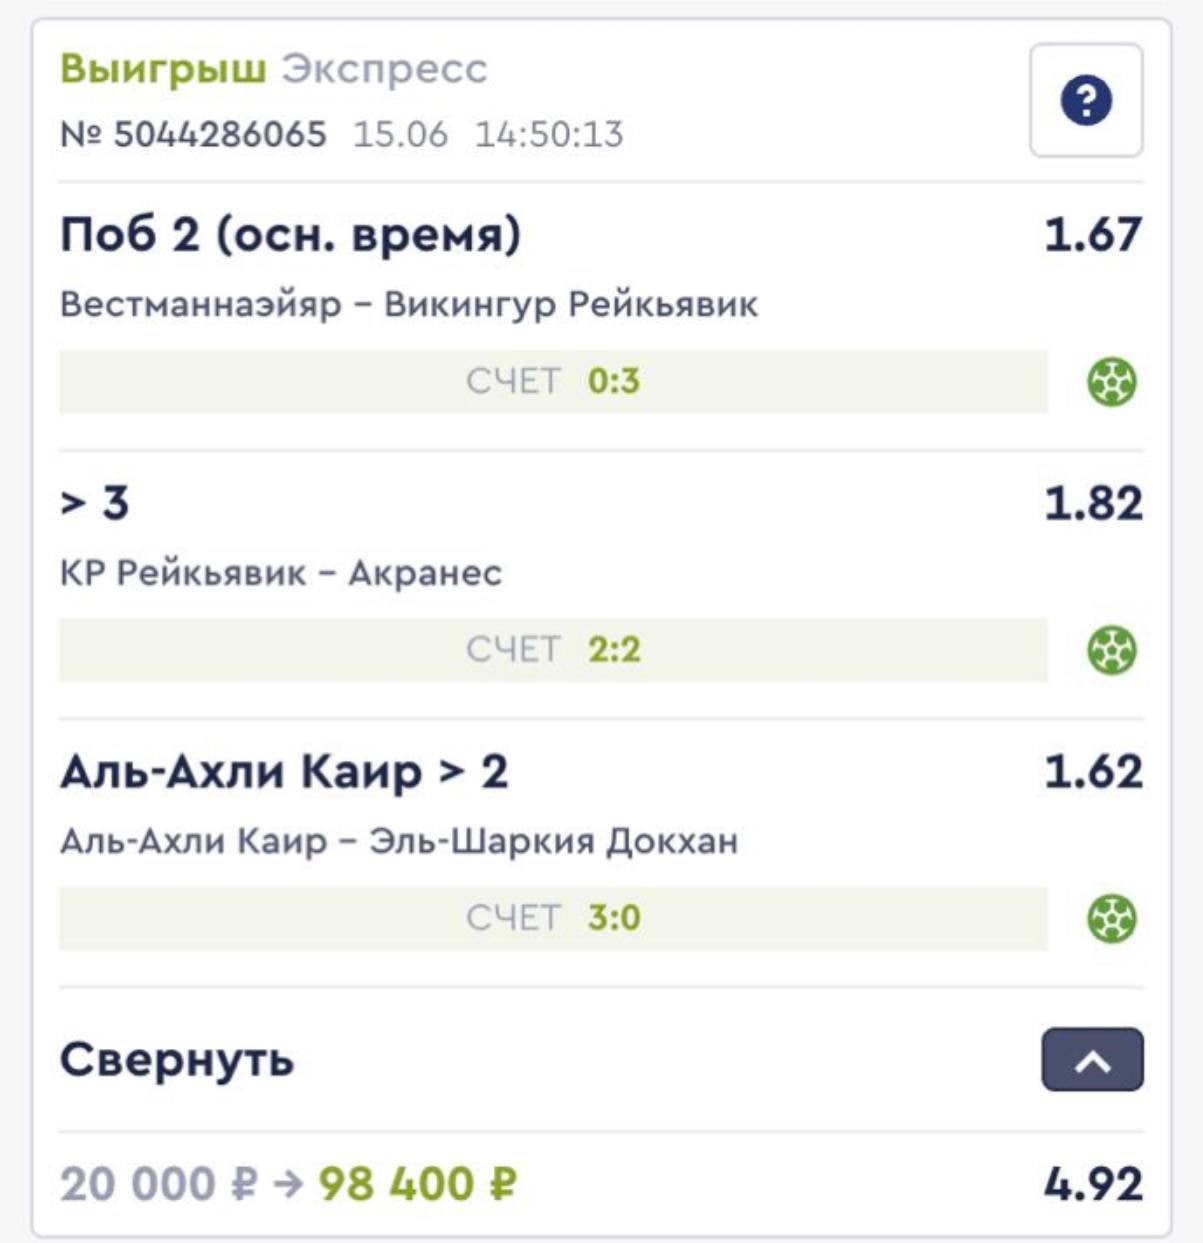 Выигрыш Экспресс
№ 5044286065 15.06 14:50:13
Поб 2 (осн. время) 1.67
Вестманнаэйяр – Викингур Рейкьявик
СЧЕТ 0:3
> 3 1.82
КР Рейкьявик – Акранес
СЧЕТ 2:2
Аль-Ахли Каир > 2 1.62
Аль-Ахли Каир – Эль-Шаркия Докхан
СЧЕТ 3:0
Свернуть
20 000 ₽ → 98 400 ₽ 4.92